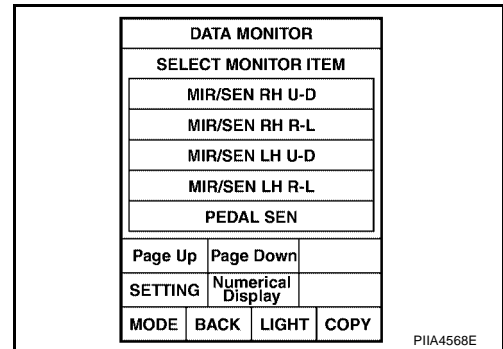 DATA MONITOR
SELECT MONITOR ITEM
MIR/SEN RH U-D
MIR/SEN RH R-L
MIR/SEN LH U-D
MIR/SEN LH R-L
PEDAL SEN
Page Up Page Down
SETTING Numerical Display
MODE BACK LIGHT COPY
PIIA4568E